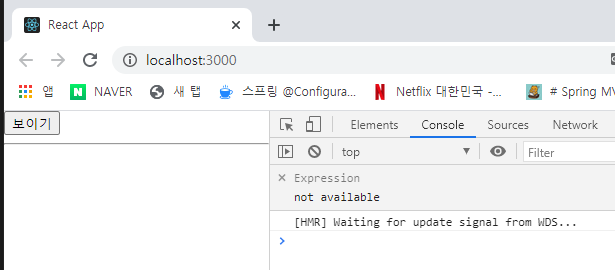 React App
localhost:3000
앱 NAVER 새 탭 스프링 @Configura... Netflix 대한민국 -... # Spring MV
보이기
Elements Console Sources Network
top Filter
Expression
not available
[HMR] Waiting for update signal from WDS...